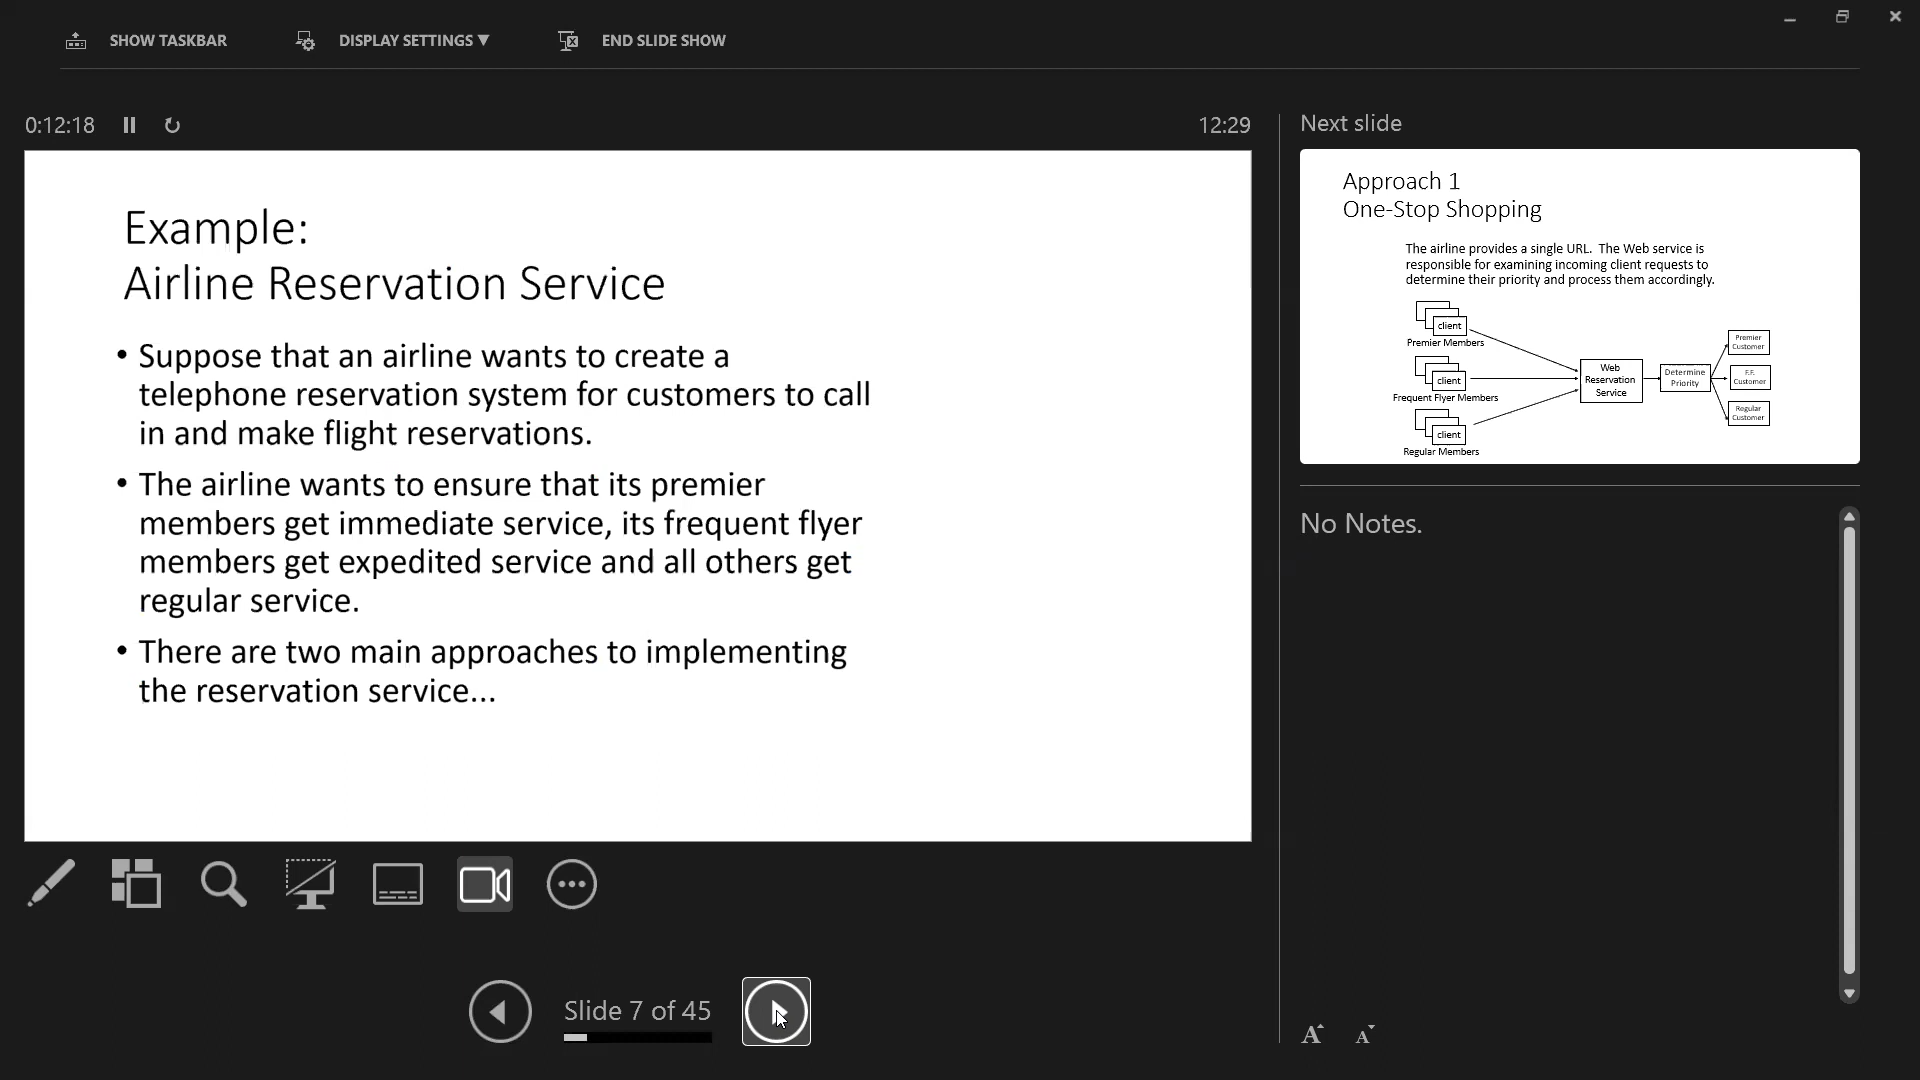 SHOW TASKBAR
DISPLAY SETTINGS ▼
END SLIDE SHOW
0:12:18
12:29
Example:
Airline Reservation Service
• Suppose that an airline wants to create a
telephone reservation system for customers to call
in and make flight reservations.
• The airline wants to ensure that its premier
members get immediate service, its frequent flyer
members get expedited service and all others get
regular service.
• There are two main approaches to implementing
the reservation service...
Slide 7 of 45
Next slide
Approach 1
One-Stop Shopping
The airline provides a single URL. The Web service is
responsible for examining incoming client requests to
determine their priority and process them accordingly.
client
Premier Members
client
Frequent Flyer Members
client
Regular Members
Web
Reservation
Service
Determine
Priority
Premier
Customer
F.F.
Customer
Regular
Customer
No Notes.
A
A